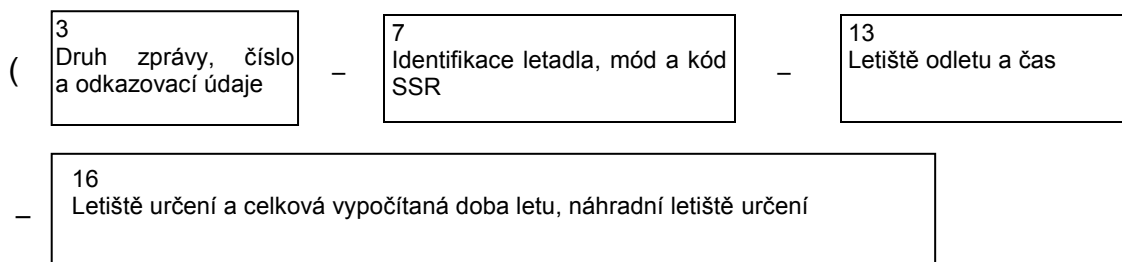 3
Druh zprávy, číslo
a odkazovací údaje
(
–
7
Identifikace letadla, mód a kód
SSR
–
13
Letiště odletu a čas
–
16
Letiště určení a celková vypočítaná doba letu, náhradní letiště určení